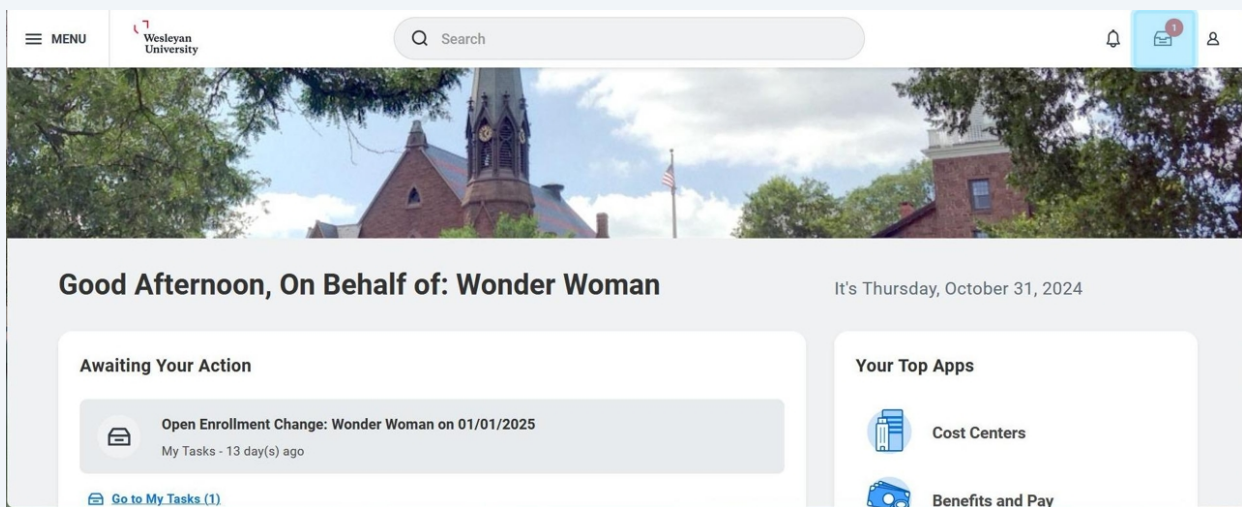 MENU
Wesleyan
University
Search
1
Good Afternoon, On Behalf of: Wonder Woman
It's Thursday, October 31, 2024
Awaiting Your Action
Open Enrollment Change: Wonder Woman on 01/01/2025
My Tasks - 13 day(s) ago
Go to My Tasks (1)
Your Top Apps
Cost Centers
Benefits and Pay